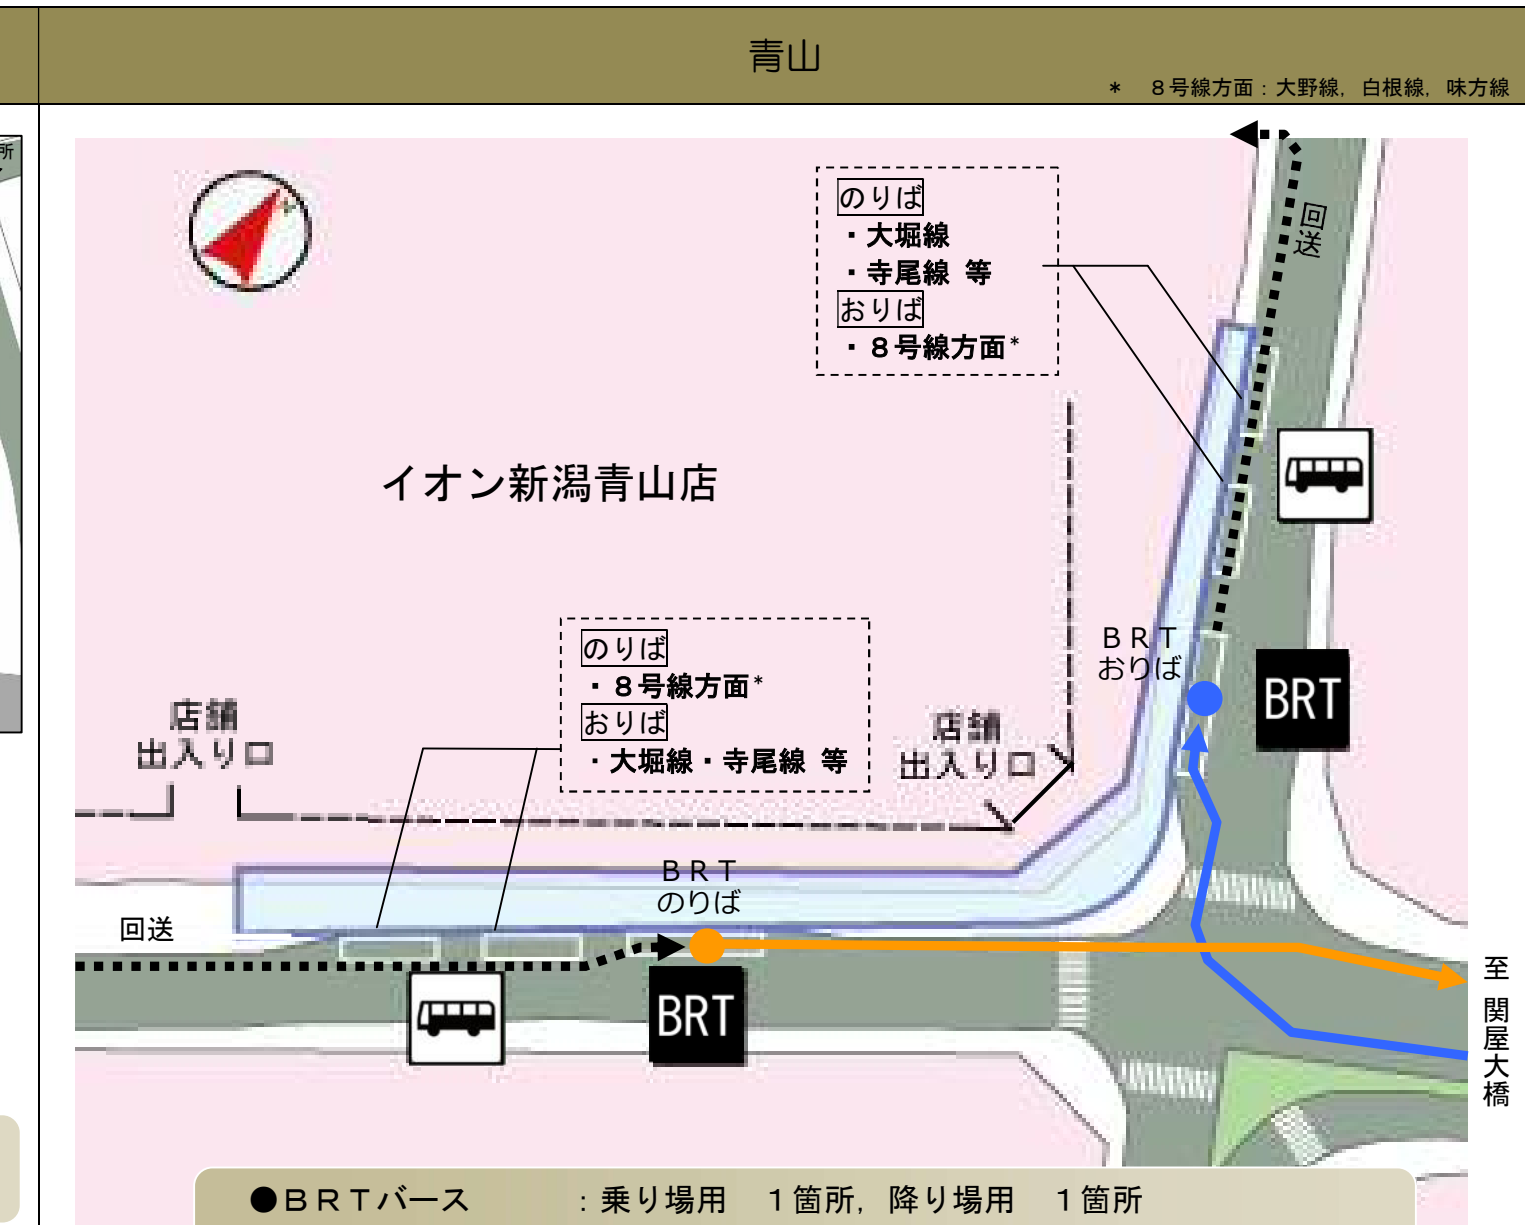 青山
* ８号線方面：大野線，白根線，味方線
所
のりば
・大堀線
・寺尾線 等
おりば
・８号線方面*
回送
イオン新潟青山店
のりば
・８号線方面*
おりば
・大堀線・寺尾線 等
ＢＲＴ
おりば
BRT
店舗
出入り口
店舗
出入り口
ＢＲＴ
のりば
回送
BRT
至 関屋大橋
●ＢＲＴバース ：乗り場用 １箇所，降り場用 １箇所